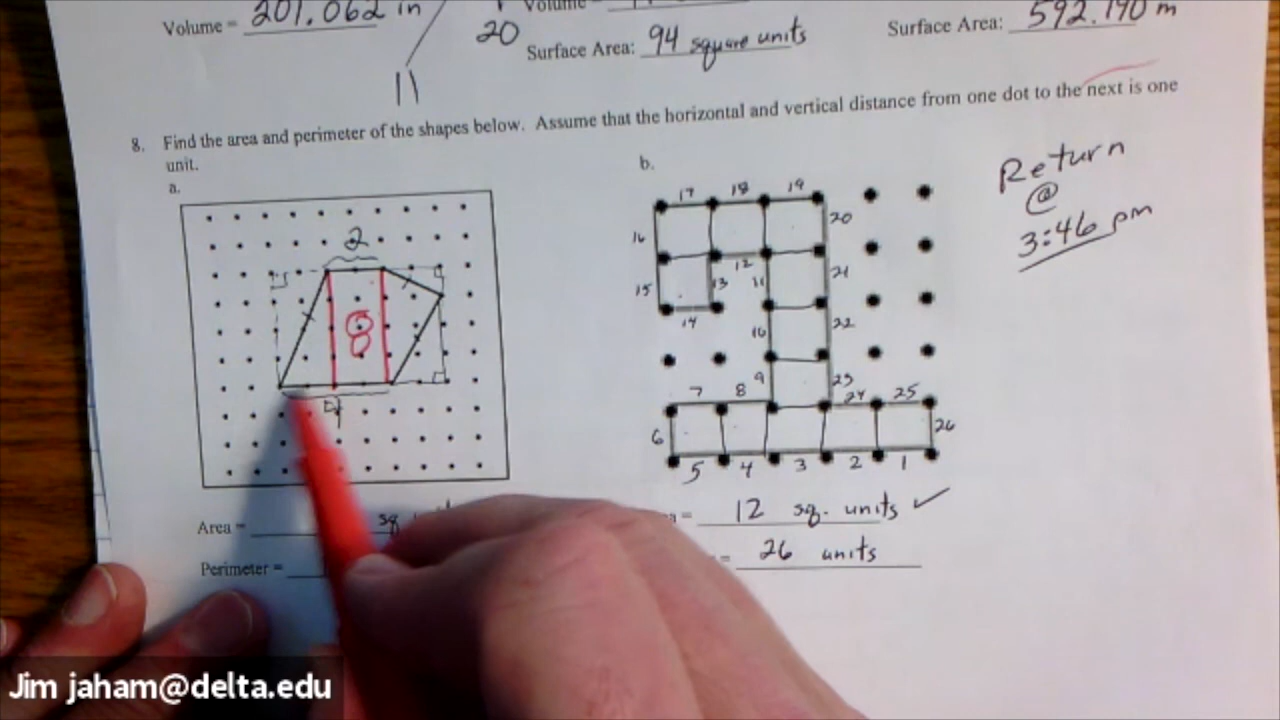 Volume = 201.062 in
20
11
Volume =
Surface Area: 94 square units
Surface Area: 592.190 m
8. Find the area and perimeter of the shapes below. Assume that the horizontal and vertical distance from one dot to the next is one
unit.
a.
2
8
4
Area = sq
Perimeter =
b.
17 18 19
16 20
12
15 13 11 21
14
10 22
9 23
7 8 24 25
6 26
5 4 3 2 1
= 12 sq. units ✓
= 26 units
Return
@
3:46 pm
Jim jaham@delta.edu